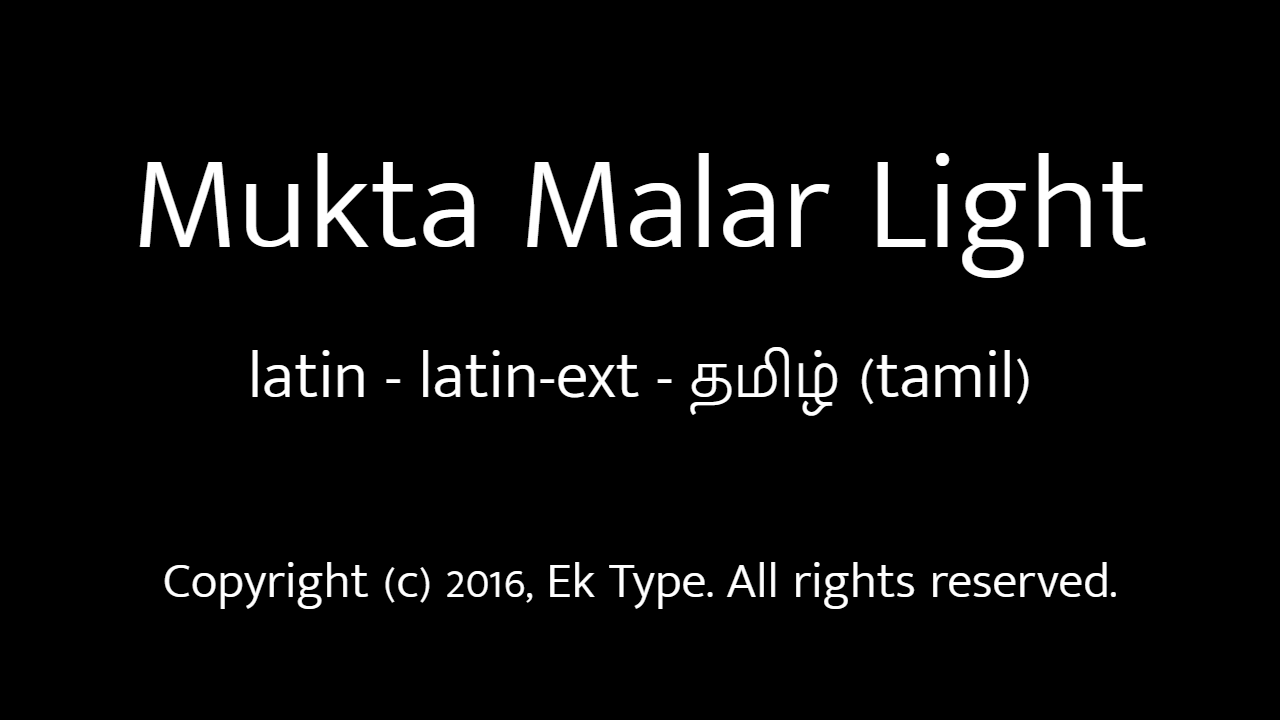 Mukta Malar Light
latin - latin-ext - தமிழ் (tamil)
Copyright (c) 2016, Ek Type. All rights reserved.